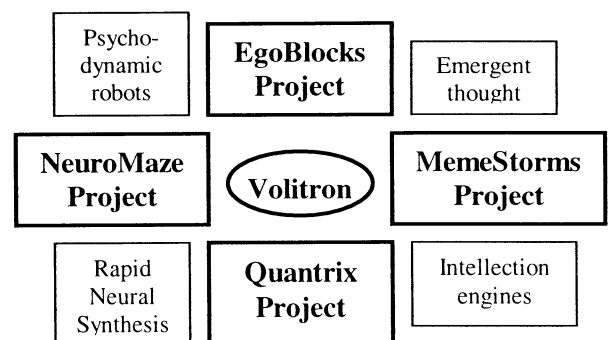 Psycho-
dynamic
robots
EgoBlocks
Project
Emergent
thought
NeuroMaze
Project
Volitron
MemeStorms
Project
Rapid
Neural
Synthesis
Quantrix
Project
Intellection
engines